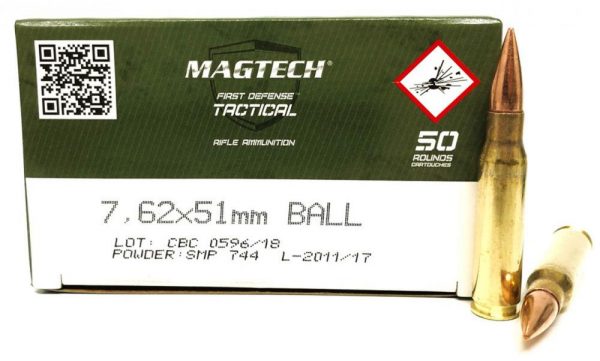 MAGTECH®
FIRST DEFENSE™
TACTICAL
RIFLE AMMUNITION
50
ROUNDS
CARTOUCHES
7,62x51mm BALL
LOT: CBC 0596/18
POWDER:SMP 744 L-2011/17